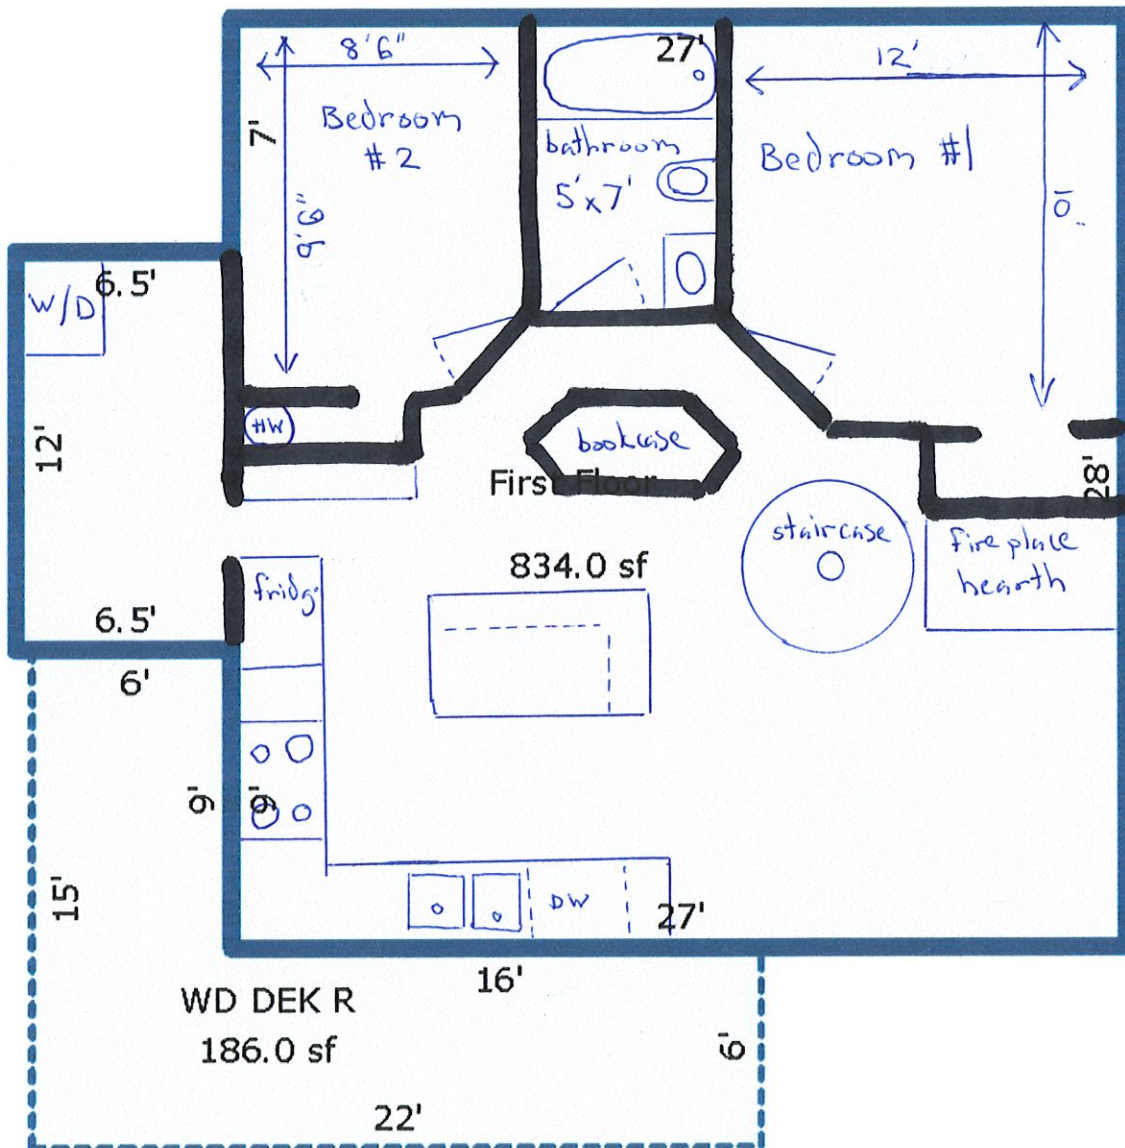 8'6"
27'
12'
7'
Bedroom
#2
bathroom
5'x7'
Bedroom #1
9'9"
6.5'
W/D
HW
bookcase
12'
First Floor
28'
staircase
fire place
hearth
834.0 sf
fridge
6.5'
6'
9'
9'
15'
DW
27'
16'
WD DEK R
186.0 sf
6'
22'